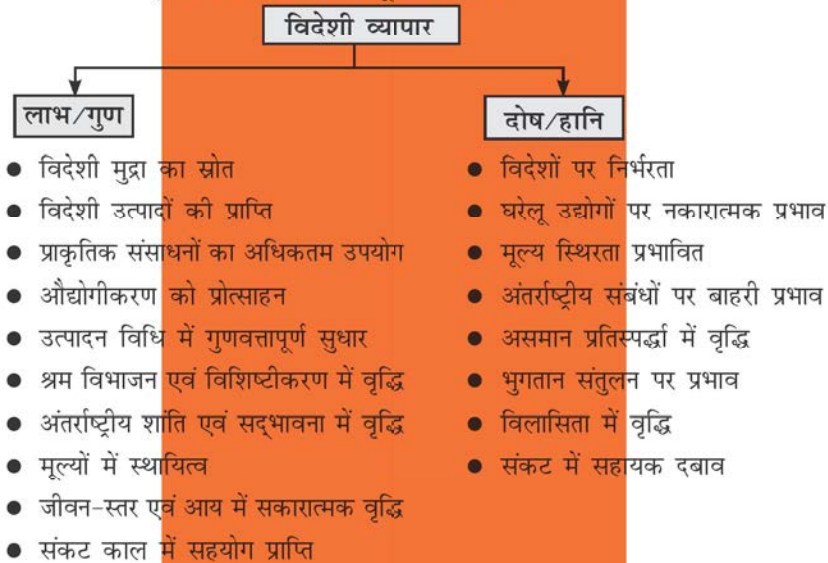 विदेशी व्यापार
लाभ/गुण
● विदेशी मुद्रा का स्रोत
● विदेशी उत्पादों की प्राप्ति
● प्राकृतिक संसाधनों का अधिकतम उपयोग
● औद्योगीकरण को प्रोत्साहन
● उत्पादन विधि में गुणवत्तापूर्ण सुधार
● श्रम विभाजन एवं विशिष्टीकरण में वृद्धि
● अंतर्राष्ट्रीय शांति एवं सद्भावना में वृद्धि
● मूल्यों में स्थायित्व
● जीवन-स्तर एवं आय में सकारात्मक वृद्धि
● संकट काल में सहयोग प्राप्ति
दोष/हानि
● विदेशों पर निर्भरता
● घरेलू उद्योगों पर नकारात्मक प्रभाव
● मूल्य स्थिरता प्रभावित
● अंतर्राष्ट्रीय संबंधों पर बाहरी प्रभाव
● असमान प्रतिस्पर्द्धा में वृद्धि
● भुगतान संतुलन पर प्रभाव
● विलासिता में वृद्धि
● संकट में सहायक दबाव